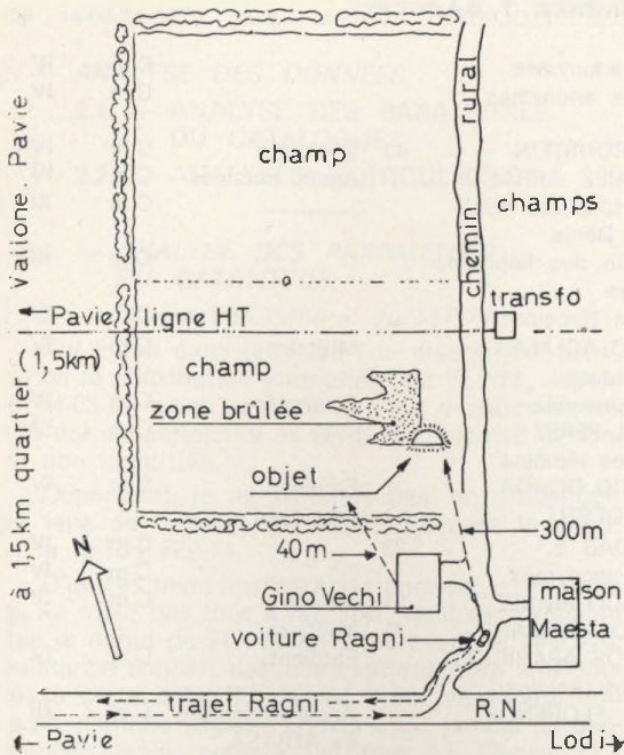 champ
rural
chemin
champs
transfo
Pavie
ligne HT
à 1,5km quartier Vallone. Pavie
(1,5km)
champ
zone brûlée
objet
300m
40m
N
Gino Vechi
maison
Maesta
voiture Ragni
trajet Ragni
R.N.
Pavie
Lodi